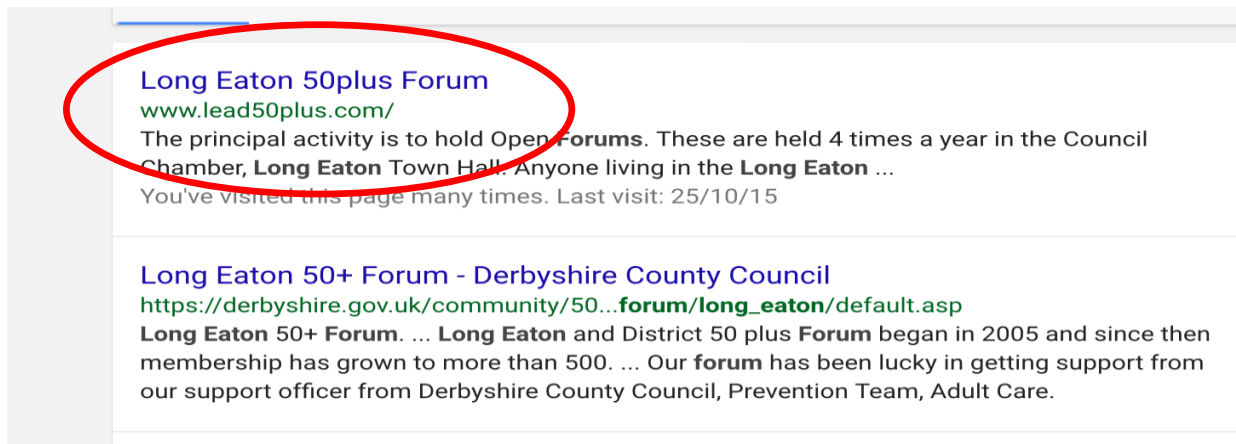 Long Eaton 50plus Forum
www.lead50plus.com/
The principal activity is to hold Open Forums. These are held 4 times a year in the Council
Chamber, Long Eaton Town Hall. Anyone living in the Long Eaton ...
You've visited this page many times. Last visit: 25/10/15
Long Eaton 50+ Forum - Derbyshire County Council
https://derbyshire.gov.uk/community/50...forum/long_eaton/default.asp
Long Eaton 50+ Forum. ... Long Eaton and District 50 plus Forum began in 2005 and since then
membership has grown to more than 500. ... Our forum has been lucky in getting support from
our support officer from Derbyshire County Council, Prevention Team, Adult Care.